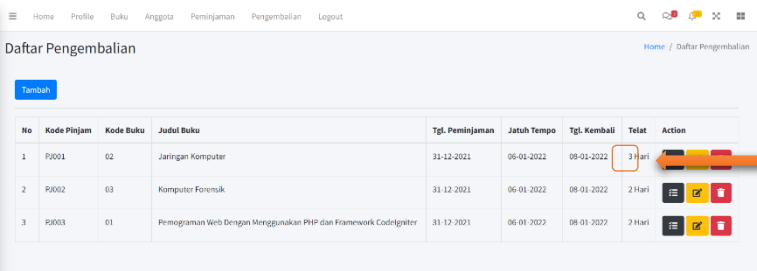 Home Profile Buku Anggota Peminjaman Pengembalian Logout
Daftar Pengembalian
Home / Daftar Pengembalian
Tambah
No Kode Pinjam Kode Buku Judul Buku Tgl. Peminjaman Jatuh Tempo Tgl. Kembali Telat Action
1 PJ001 02 Jaringan Komputer 31-12-2021 06-01-2022 08-01-2022 3 Hari
2 PJ002 03 Komputer Forensik 31-12-2021 06-01-2022 08-01-2022 2 Hari
3 PJ003 01 Pemograman Web Dengan Menggunakan PHP dan Framework CodeIgniter 31-12-2021 06-01-2022 08-01-2022 2 Hari